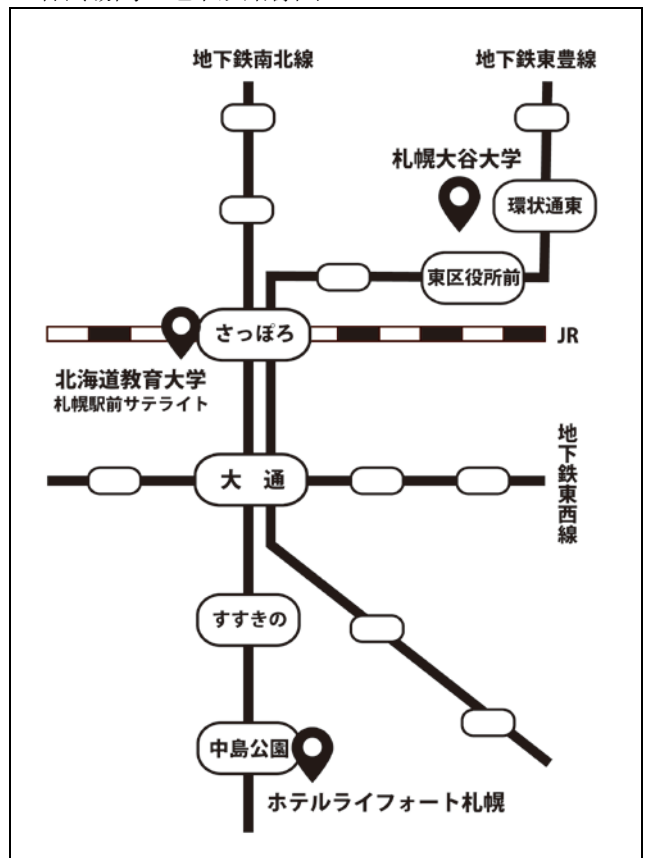 地下鉄南北線
地下鉄東豊線
札幌大谷大学
環状通東
東区役所前
さっぽろ
JR
北海道教育大学
札幌駅前サテライト
地下鉄東西線
大 通
すすきの
中島公園
ホテルライフォート札幌